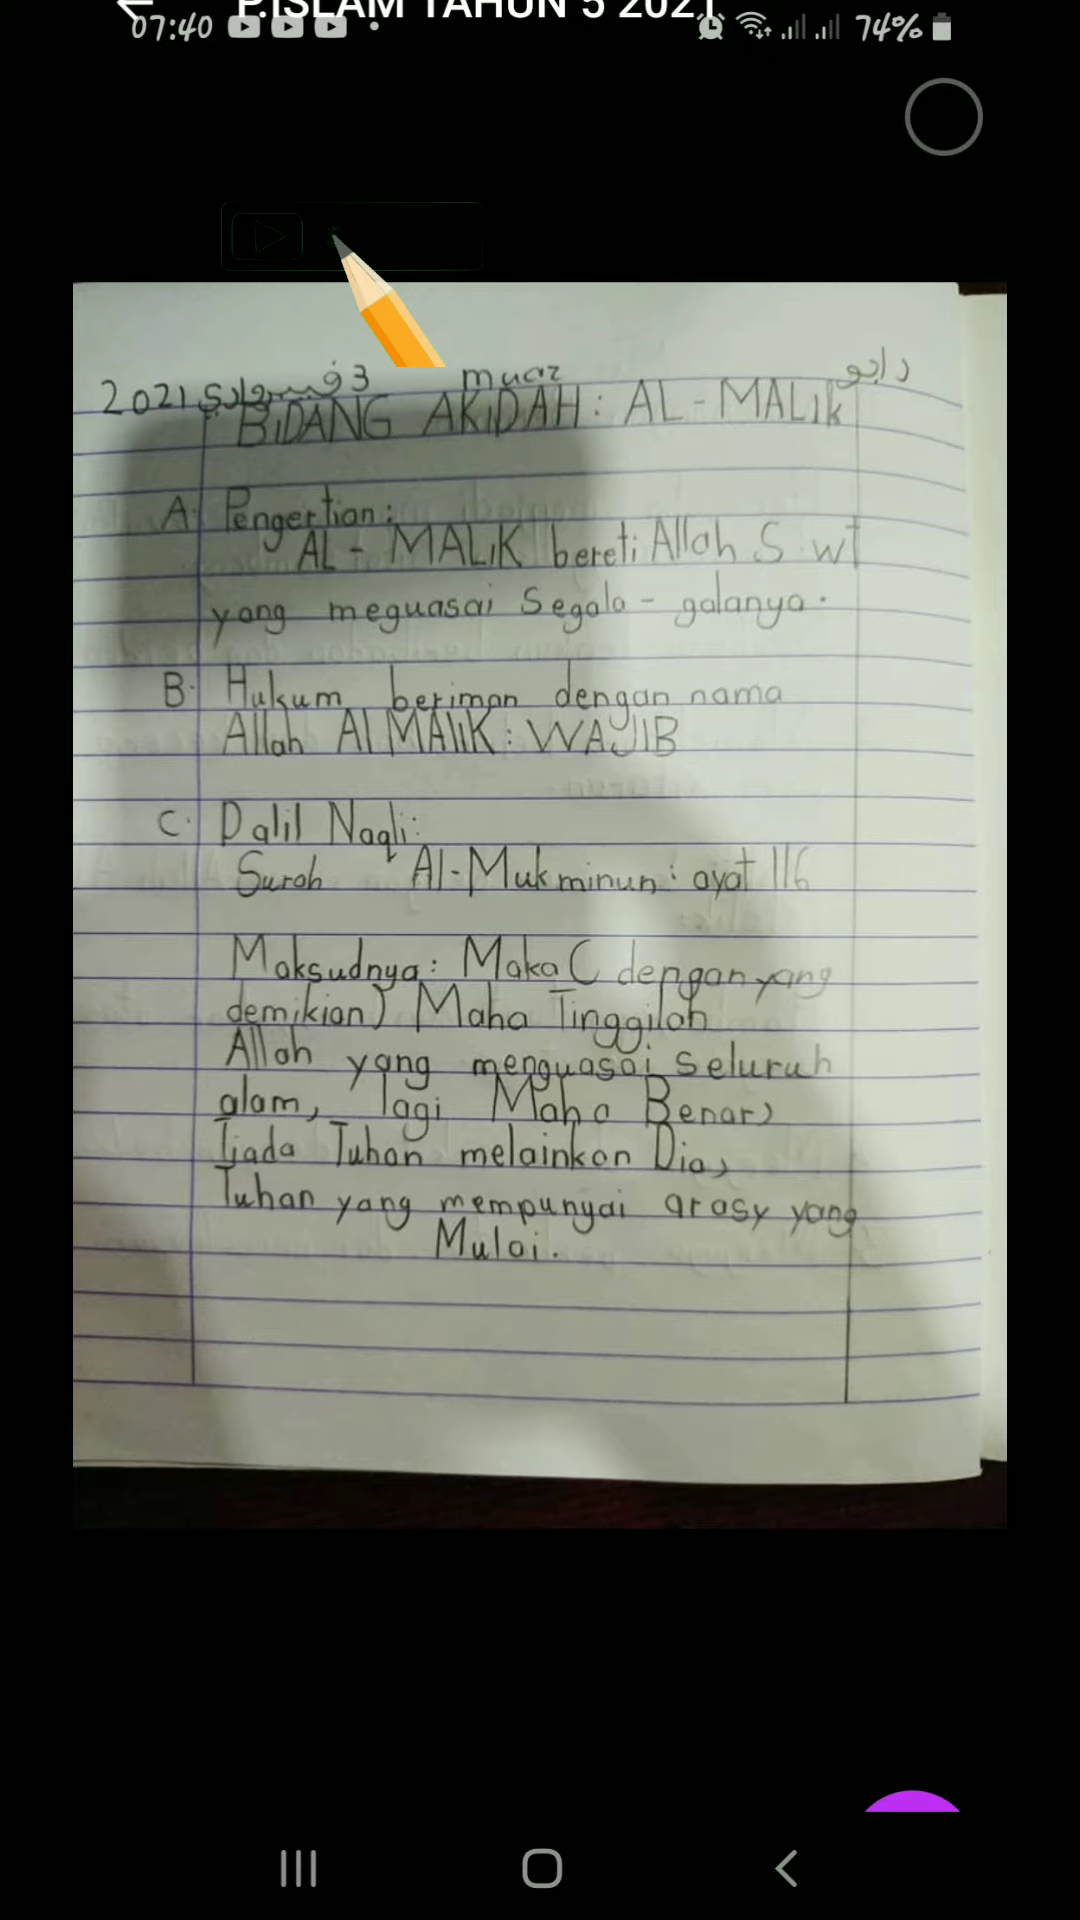 P.ISLAM TAHUN 5 2021
07:40 74%
2021 فبروواري 3 muaz رابو
BIDANG AKIDAH: AL-MALIK
A. Pengertian:
AL-MALIK bereti Allah S wt
yang meguasai Segala-galanya.
B. Hukum beriman dengan nama
Allah Al MALIK: WAJIB
C. Dalil Naqli:
Surah Al-Mukminun: ayat 116
Maksudnya: Maka (dengan yang
demikian) Maha Tinggilah
Allah yang menguasai seluruh
alam, lagi Maha Benar,
Tiada Tuhan melainkan Dia,
Tuhan yang mempunyai arasy yang
Mulai.